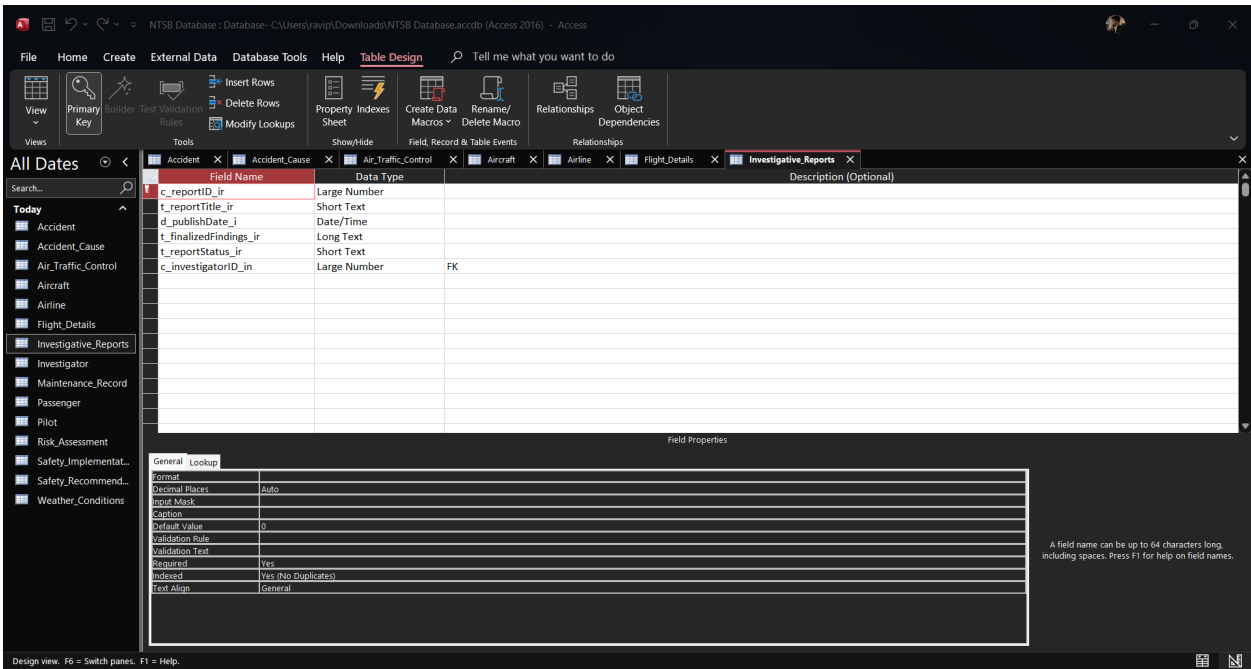 NTSB Database : Database- C:\Users\ravip\Downloads\NTSB Database.accdb (Access 2016) - Access
File Home Create External Data Database Tools Help Table Design Tell me what you want to do
View
Primary Key
Builder
Test Validation Rules
Insert Rows
Delete Rows
Modify Lookups
Property Sheet
Indexes
Create Data Macros
Rename/ Delete Macro
Relationships
Object Dependencies
Views Tools Show/Hide Field, Record & Table Events Relationships
All Dates
Search...
Today
Accident
Accident_Cause
Air_Traffic_Control
Aircraft
Airline
Flight_Details
Investigative_Reports
Investigator
Maintenance_Record
Passenger
Pilot
Risk_Assessment
Safety_Implementat...
Safety_Recommend...
Weather_Conditions
Accident Accident_Cause Air_Traffic_Control Aircraft Airline Flight_Details Investigative_Reports
Field Name Data Type Description (Optional)
c_reportID_ir Large Number
t_reportTitle_ir Short Text
d_publishDate_i Date/Time
t_finalizedFindings_ir Long Text
t_reportStatus_ir Short Text
c_investigatorID_in Large Number FK
Field Properties
General Lookup
Format
Decimal Places Auto
Input Mask
Caption
Default Value 0
Validation Rule
Validation Text
Required Yes
Indexed Yes (No Duplicates)
Text Align General
A field name can be up to 64 characters long,
including spaces. Press F1 for help on field names.
Design view. F6 = Switch panes. F1 = Help.